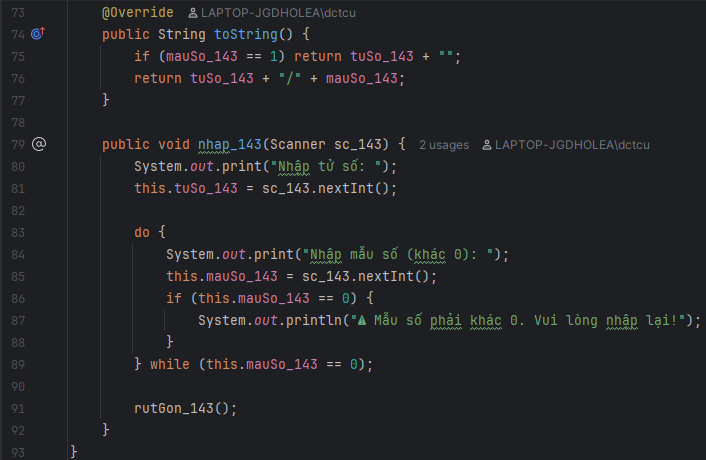 73 @Override LAPTOP-JGDHOLEA\dctcu
74 public String toString() {
75 if (mauSo_143 == 1) return tuSo_143 + "";
76 return tuSo_143 + "/" + mauSo_143;
77 }
78
79 public void nhap_143(Scanner sc_143) { 2 usages LAPTOP-JGDHOLEA\dctcu
80 System.out.print("Nhập tử số: ");
81 this.tuSo_143 = sc_143.nextInt();
82
83 do {
84 System.out.print("Nhập mẫu số (khác 0): ");
85 this.mauSo_143 = sc_143.nextInt();
86 if (this.mauSo_143 == 0) {
87 System.out.println("⚠ Mẫu số phải khác 0. Vui lòng nhập lại!");
88 }
89 } while (this.mauSo_143 == 0);
90
91 rutGon_143();
92 }
93 }